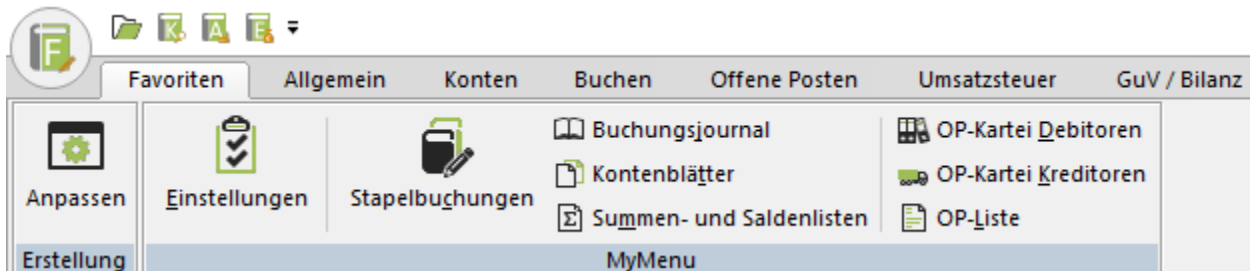 F K A E
Favoriten Allgemein Konten Buchen Offene Posten Umsatzsteuer GuV / Bilanz
Anpassen
Einstellungen
Stapelbuchungen
Buchungsjournal
Kontenblätter
Σ Summen- und Saldenlisten
OP-Kartei Debitoren
OP-Kartei Kreditoren
OP-Liste
Erstellung MyMenu